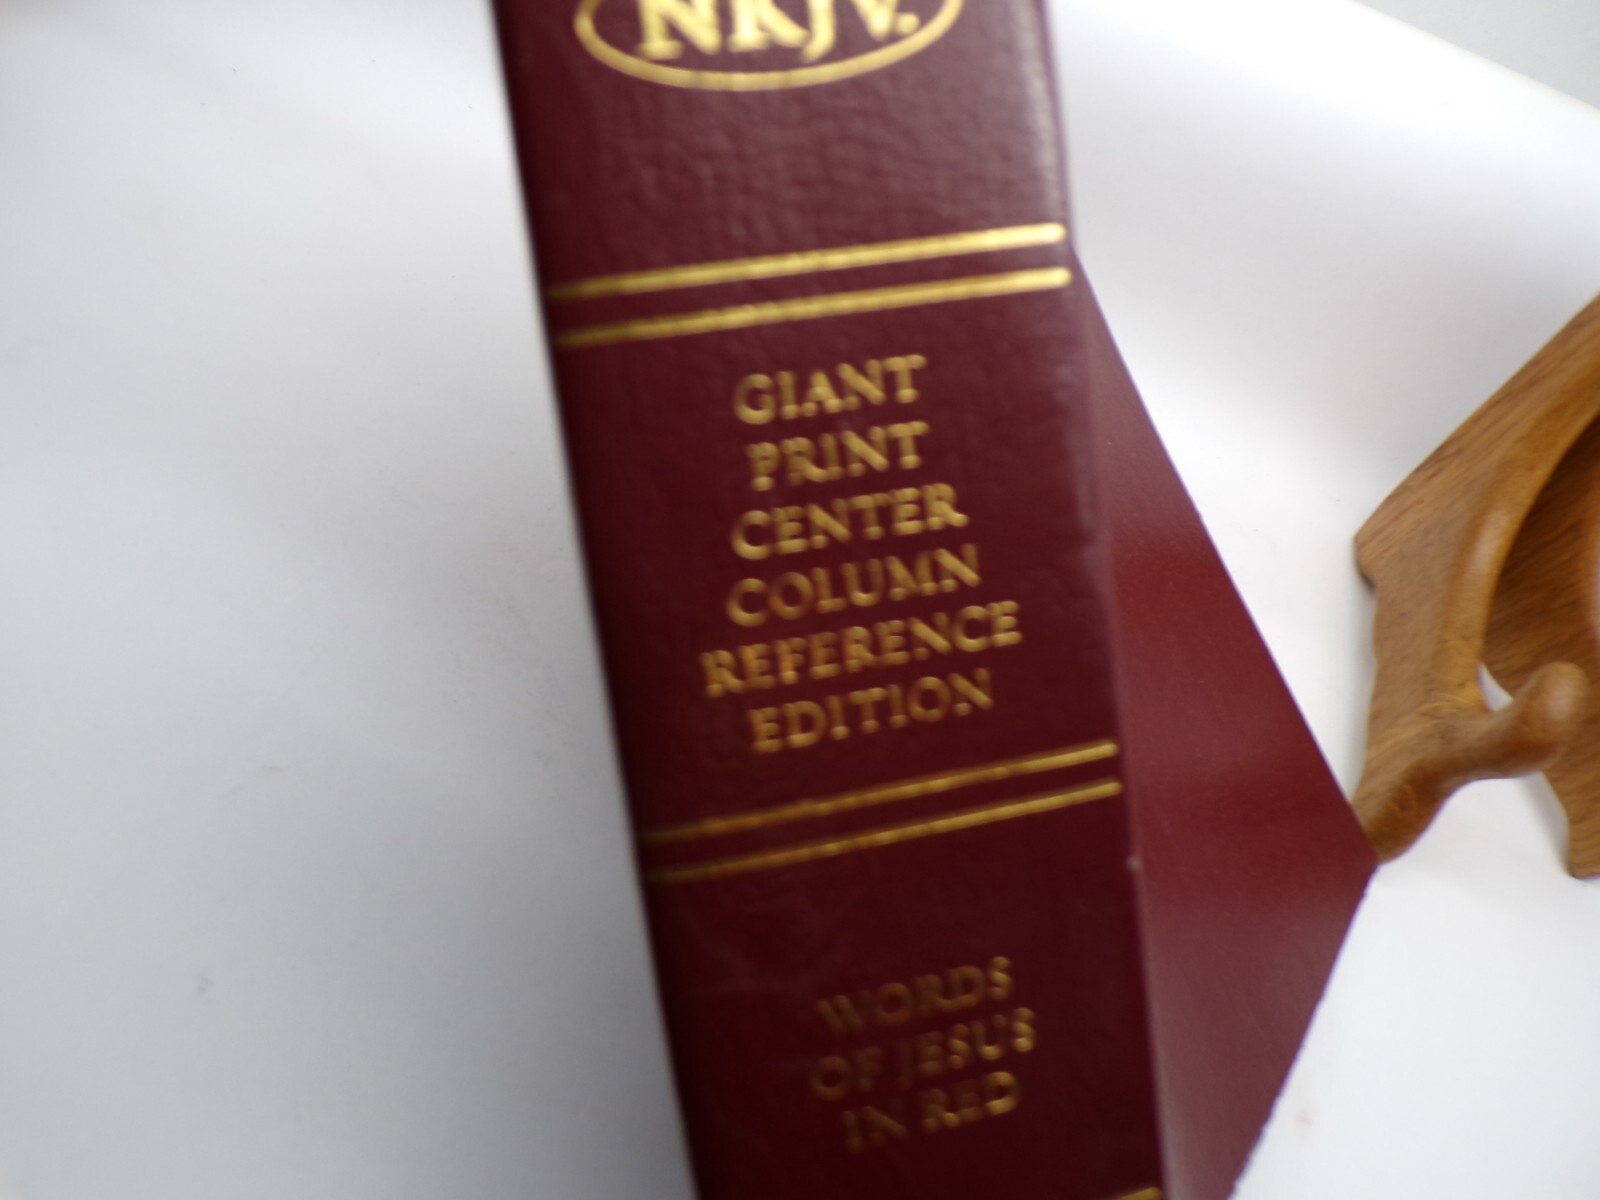 NKJV.
GIANT
PRINT
CENTER
COLUMN
REFERENCE
EDITION
WORDS
OF JESUS
IN RED